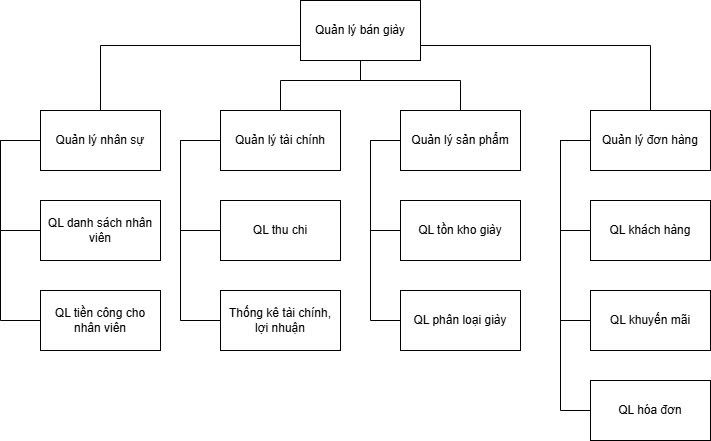 Quản lý bán giày
Quản lý nhân sự
Quản lý tài chính
Quản lý sản phẩm
Quản lý đơn hàng
QL danh sách nhân
viên
QL thu chi
QL tồn kho giày
QL khách hàng
QL tiền công cho
nhân viên
Thống kê tài chính,
lợi nhuận
QL phân loại giày
QL khuyến mãi
QL hóa đơn